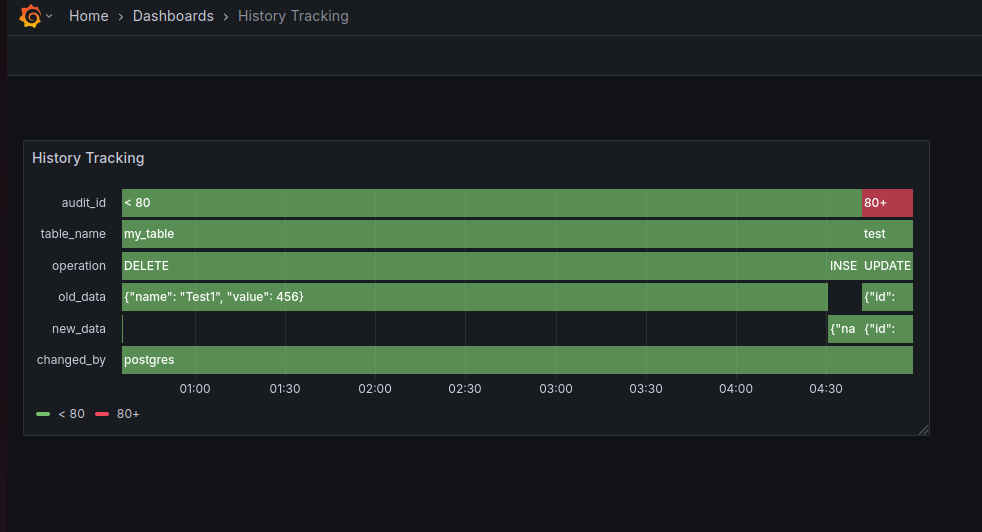 Home > Dashboards > History Tracking
History Tracking
audit_id < 80 80+
table_name my_table test
operation DELETE INSE UPDATE
old_data {"name": "Test1", "value": 456} {"id":
new_data {"na {"id":
changed_by postgres
01:00 01:30 02:00 02:30 03:00 03:30 04:00 04:30
< 80 80+